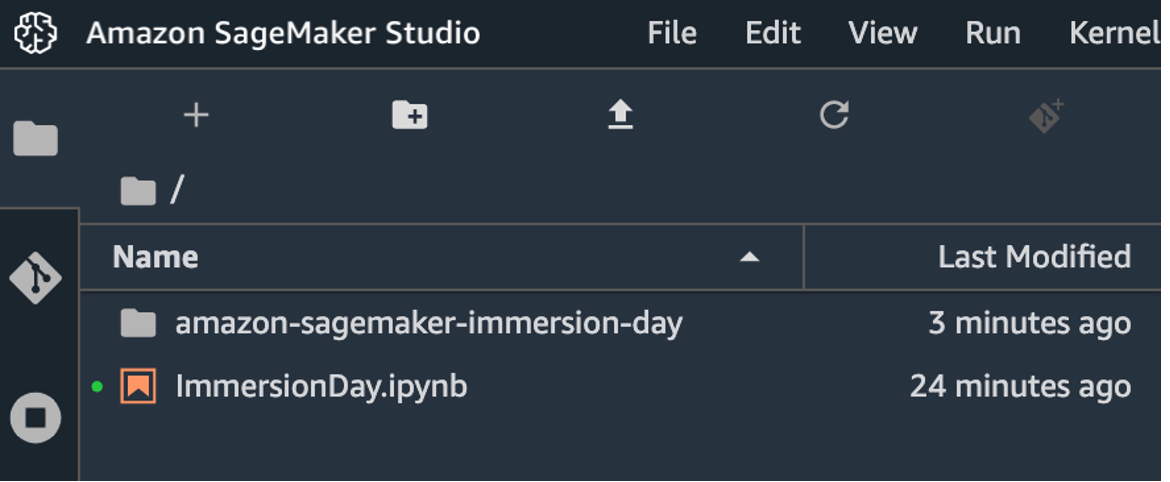 Amazon SageMaker Studio File Edit View Run Kernel
/
Name Last Modified
amazon-sagemaker-immersion-day 3 minutes ago
ImmersionDay.ipynb 24 minutes ago